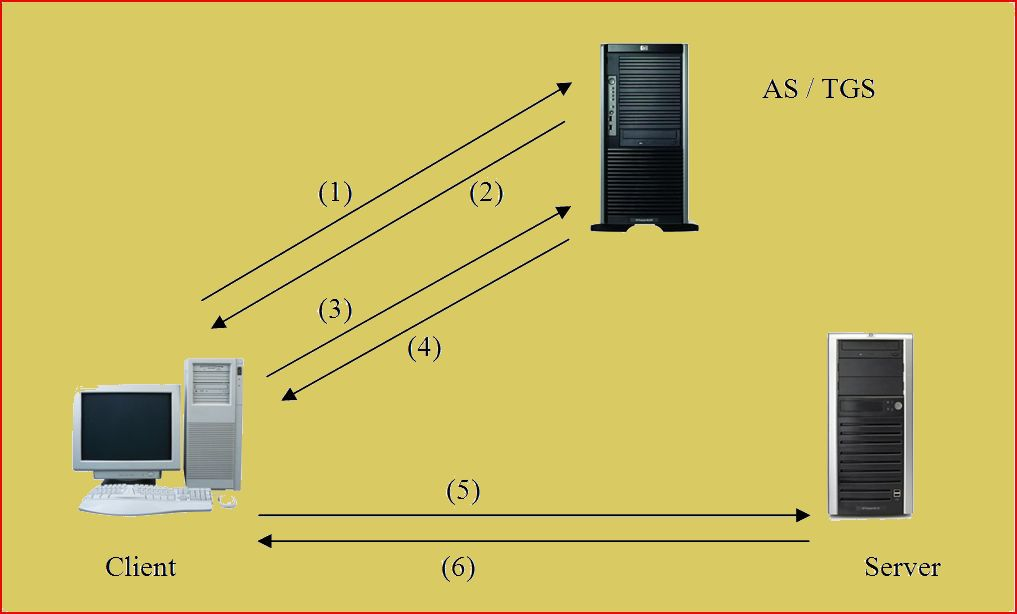 AS / TGS
(1)
(2)
(3)
(4)
(5)
Client
(6)
Server